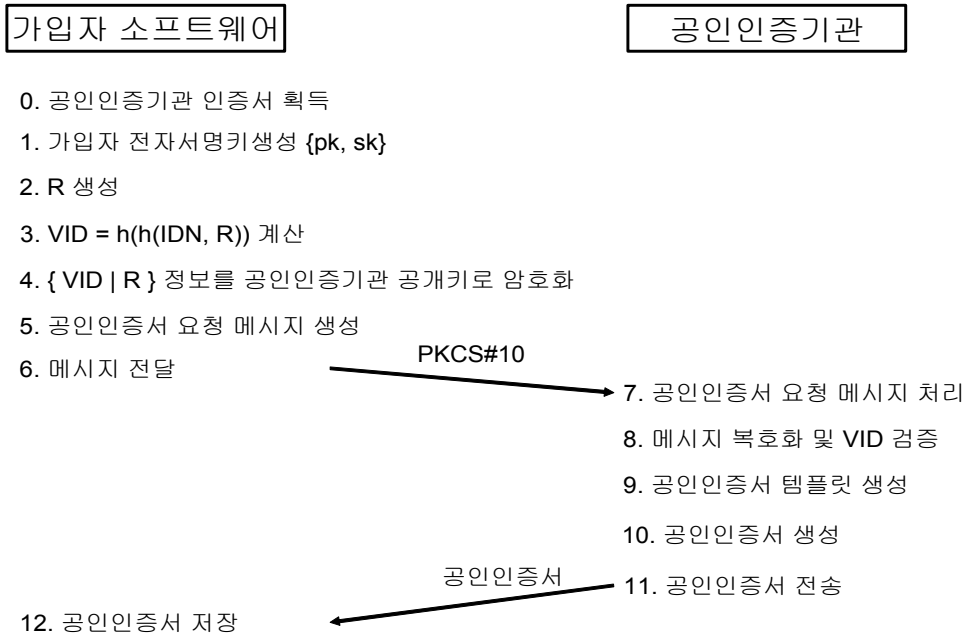 가입자 소프트웨어
공인인증기관
0. 공인인증기관 인증서 획득
1. 가입자 전자서명키생성 {pk, sk}
2. R 생성
3. VID = h(h(IDN, R)) 계산
4. { VID | R } 정보를 공인인증기관 공개키로 암호화
5. 공인인증서 요청 메시지 생성
6. 메시지 전달
PKCS#10
7. 공인인증서 요청 메시지 처리
8. 메시지 복호화 및 VID 검증
9. 공인인증서 템플릿 생성
10. 공인인증서 생성
공인인증서
11. 공인인증서 전송
12. 공인인증서 저장